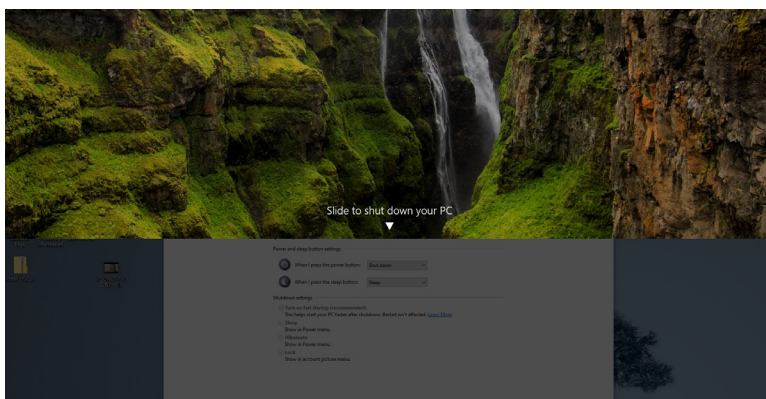 Slide to shut down your PC
Power and sleep button settings
When I press the power button: Shut down
When I press the sleep button: Sleep
Shutdown settings
Turn on fast startup (recommended)
This helps start your PC faster after shutdown. Restart isn't affected. Learn More
Sleep
Show in Power menu.
Hibernate
Show in Power menu.
Lock
Show in account picture menu.